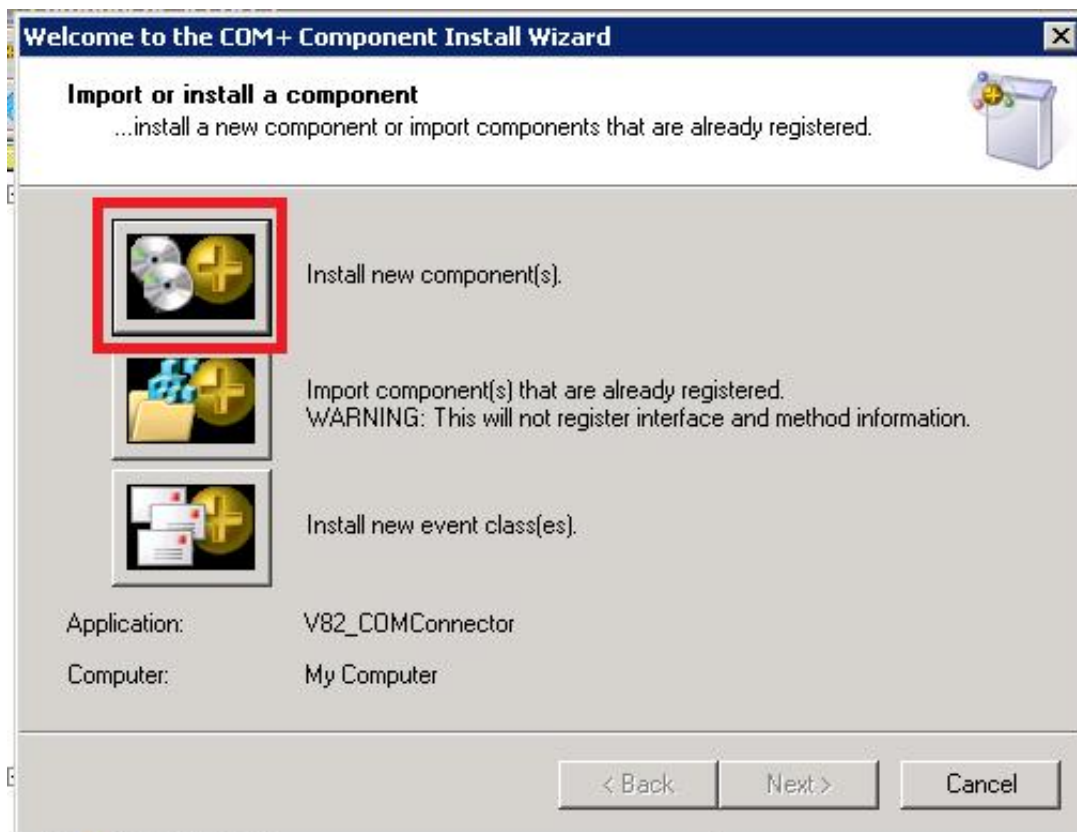 Welcome to the COM+ Component Install Wizard
Import or install a component
...install a new component or import components that are already registered.
Install new component(s).
Import component(s) that are already registered.
WARNING: This will not register interface and method information.
Install new event class(es).
Application: V82_COMConnector
Computer: My Computer
< Back Next > Cancel